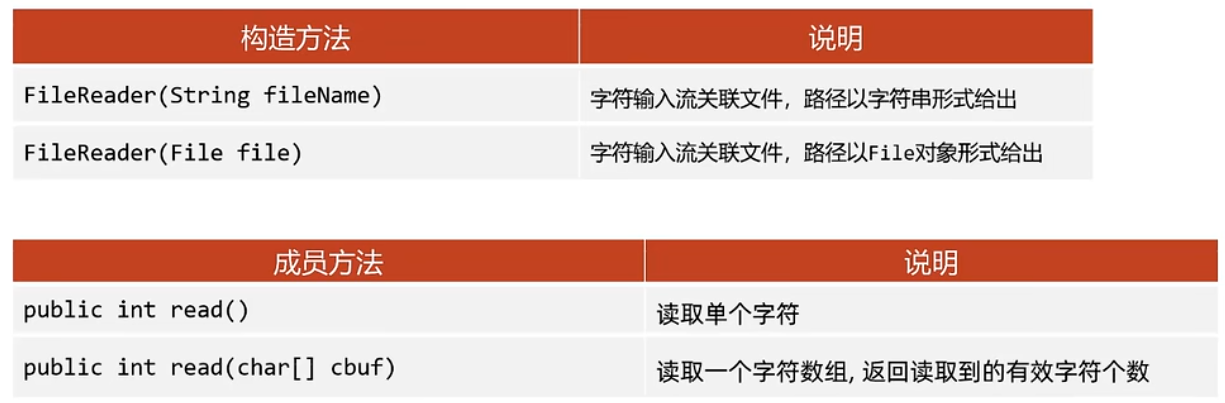 构造方法 说明
FileReader(String fileName) 字符输入流关联文件，路径以字符串形式给出
FileReader(File file) 字符输入流关联文件，路径以File对象形式给出
成员方法 说明
public int read() 读取单个字符
public int read(char[] cbuf) 读取一个字符数组, 返回读取到的有效字符个数